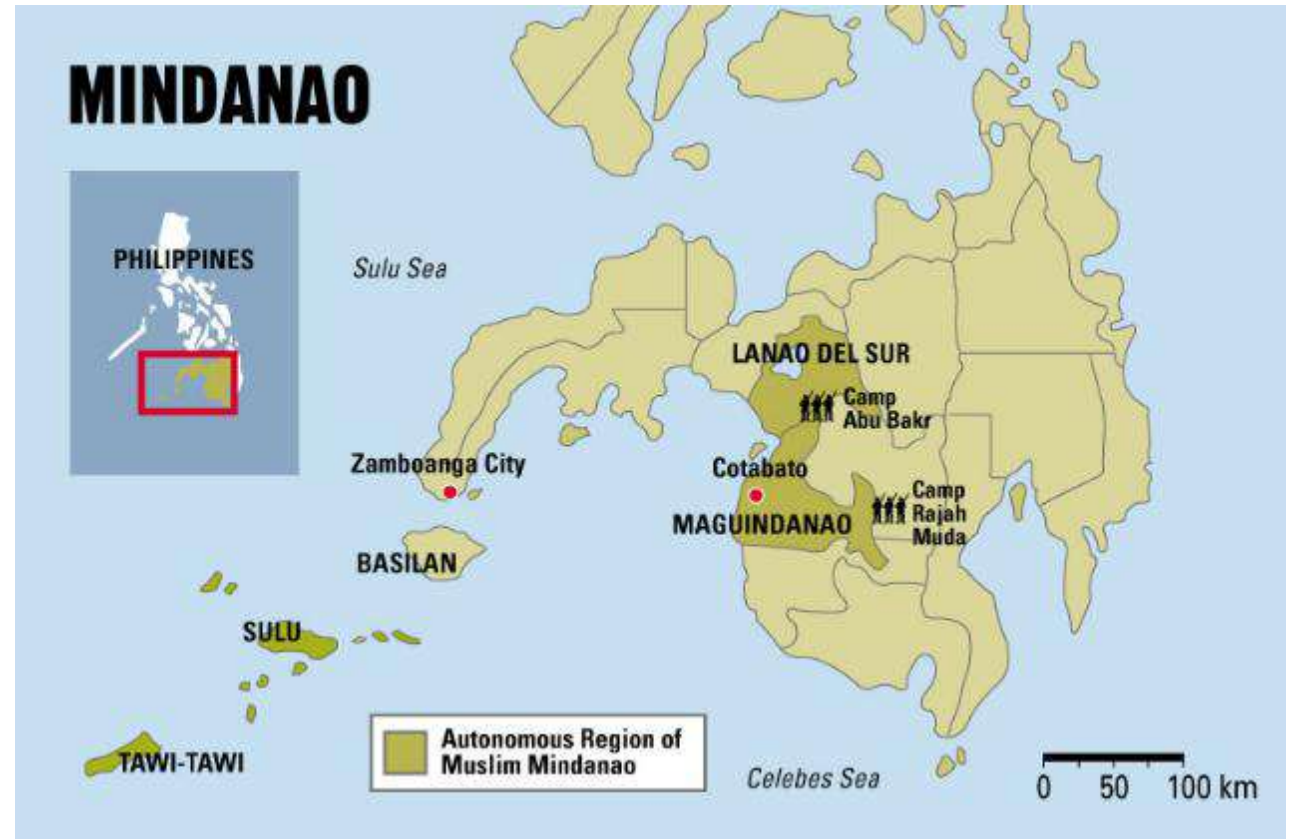 MINDANAO
PHILIPPINES
Sulu Sea
LANAO DEL SUR
Camp
Abu Bakr
Zamboanga City
Cotabato
Camp
Rajah
Muda
MAGUINDANAO
BASILAN
SULU
TAWI-TAWI
Autonomous Region of
Muslim Mindanao
Celebes Sea
0 50 100 km